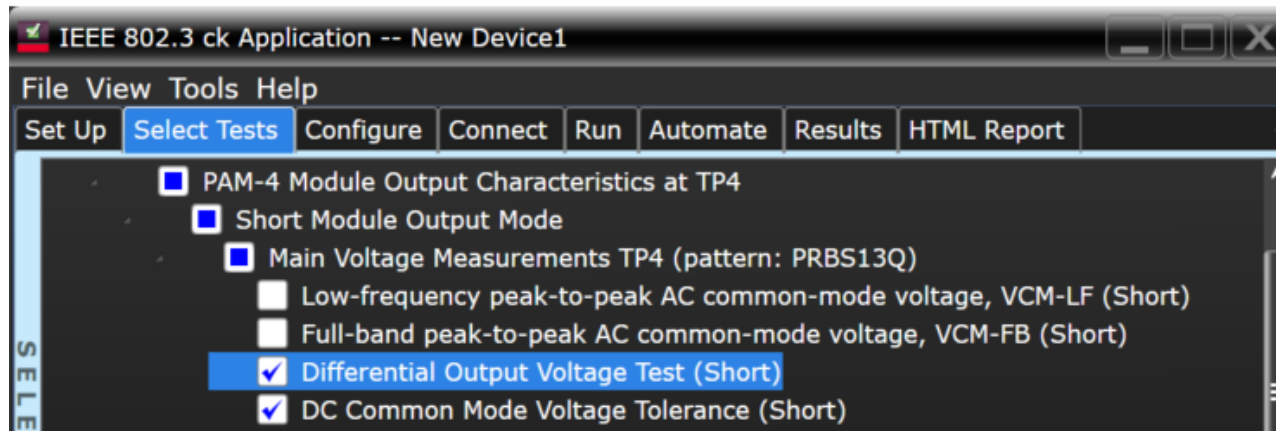 IEEE 802.3 ck Application -- New Device1
File View Tools Help
Set Up Select Tests Configure Connect Run Automate Results HTML Report
PAM-4 Module Output Characteristics at TP4
Short Module Output Mode
Main Voltage Measurements TP4 (pattern: PRBS13Q)
Low-frequency peak-to-peak AC common-mode voltage, VCM-LF (Short)
Full-band peak-to-peak AC common-mode voltage, VCM-FB (Short)
Differential Output Voltage Test (Short)
DC Common Mode Voltage Tolerance (Short)
SELE